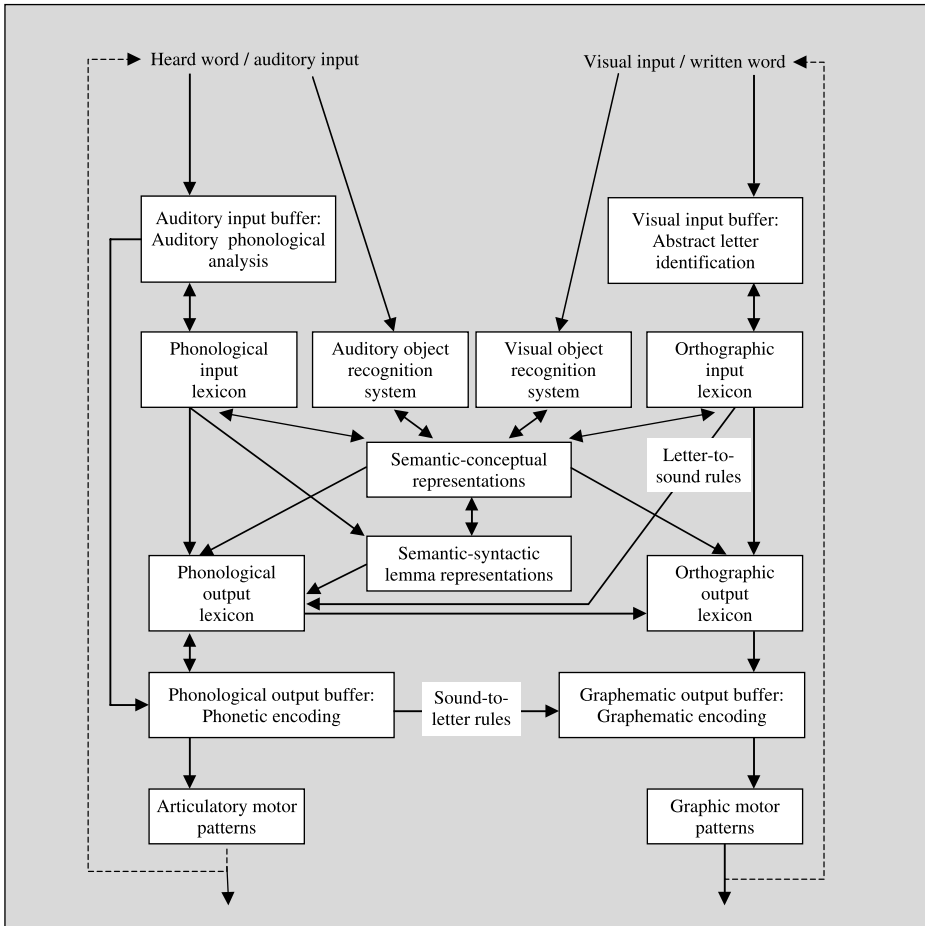 Heard word / auditory input
Visual input / written word
Auditory input buffer:
Auditory phonological
analysis
Visual input buffer:
Abstract letter
identification
Phonological
input
lexicon
Auditory object
recognition
system
Visual object
recognition
system
Orthographic
input
lexicon
Semantic-conceptual
representations
Letter-to-
sound rules
Semantic-syntactic
lemma representations
Phonological
output
lexicon
Orthographic
output
lexicon
Phonological output buffer:
Phonetic encoding
Sound-to-
letter rules
Graphematic output buffer:
Graphematic encoding
Articulatory motor
patterns
Graphic motor
patterns